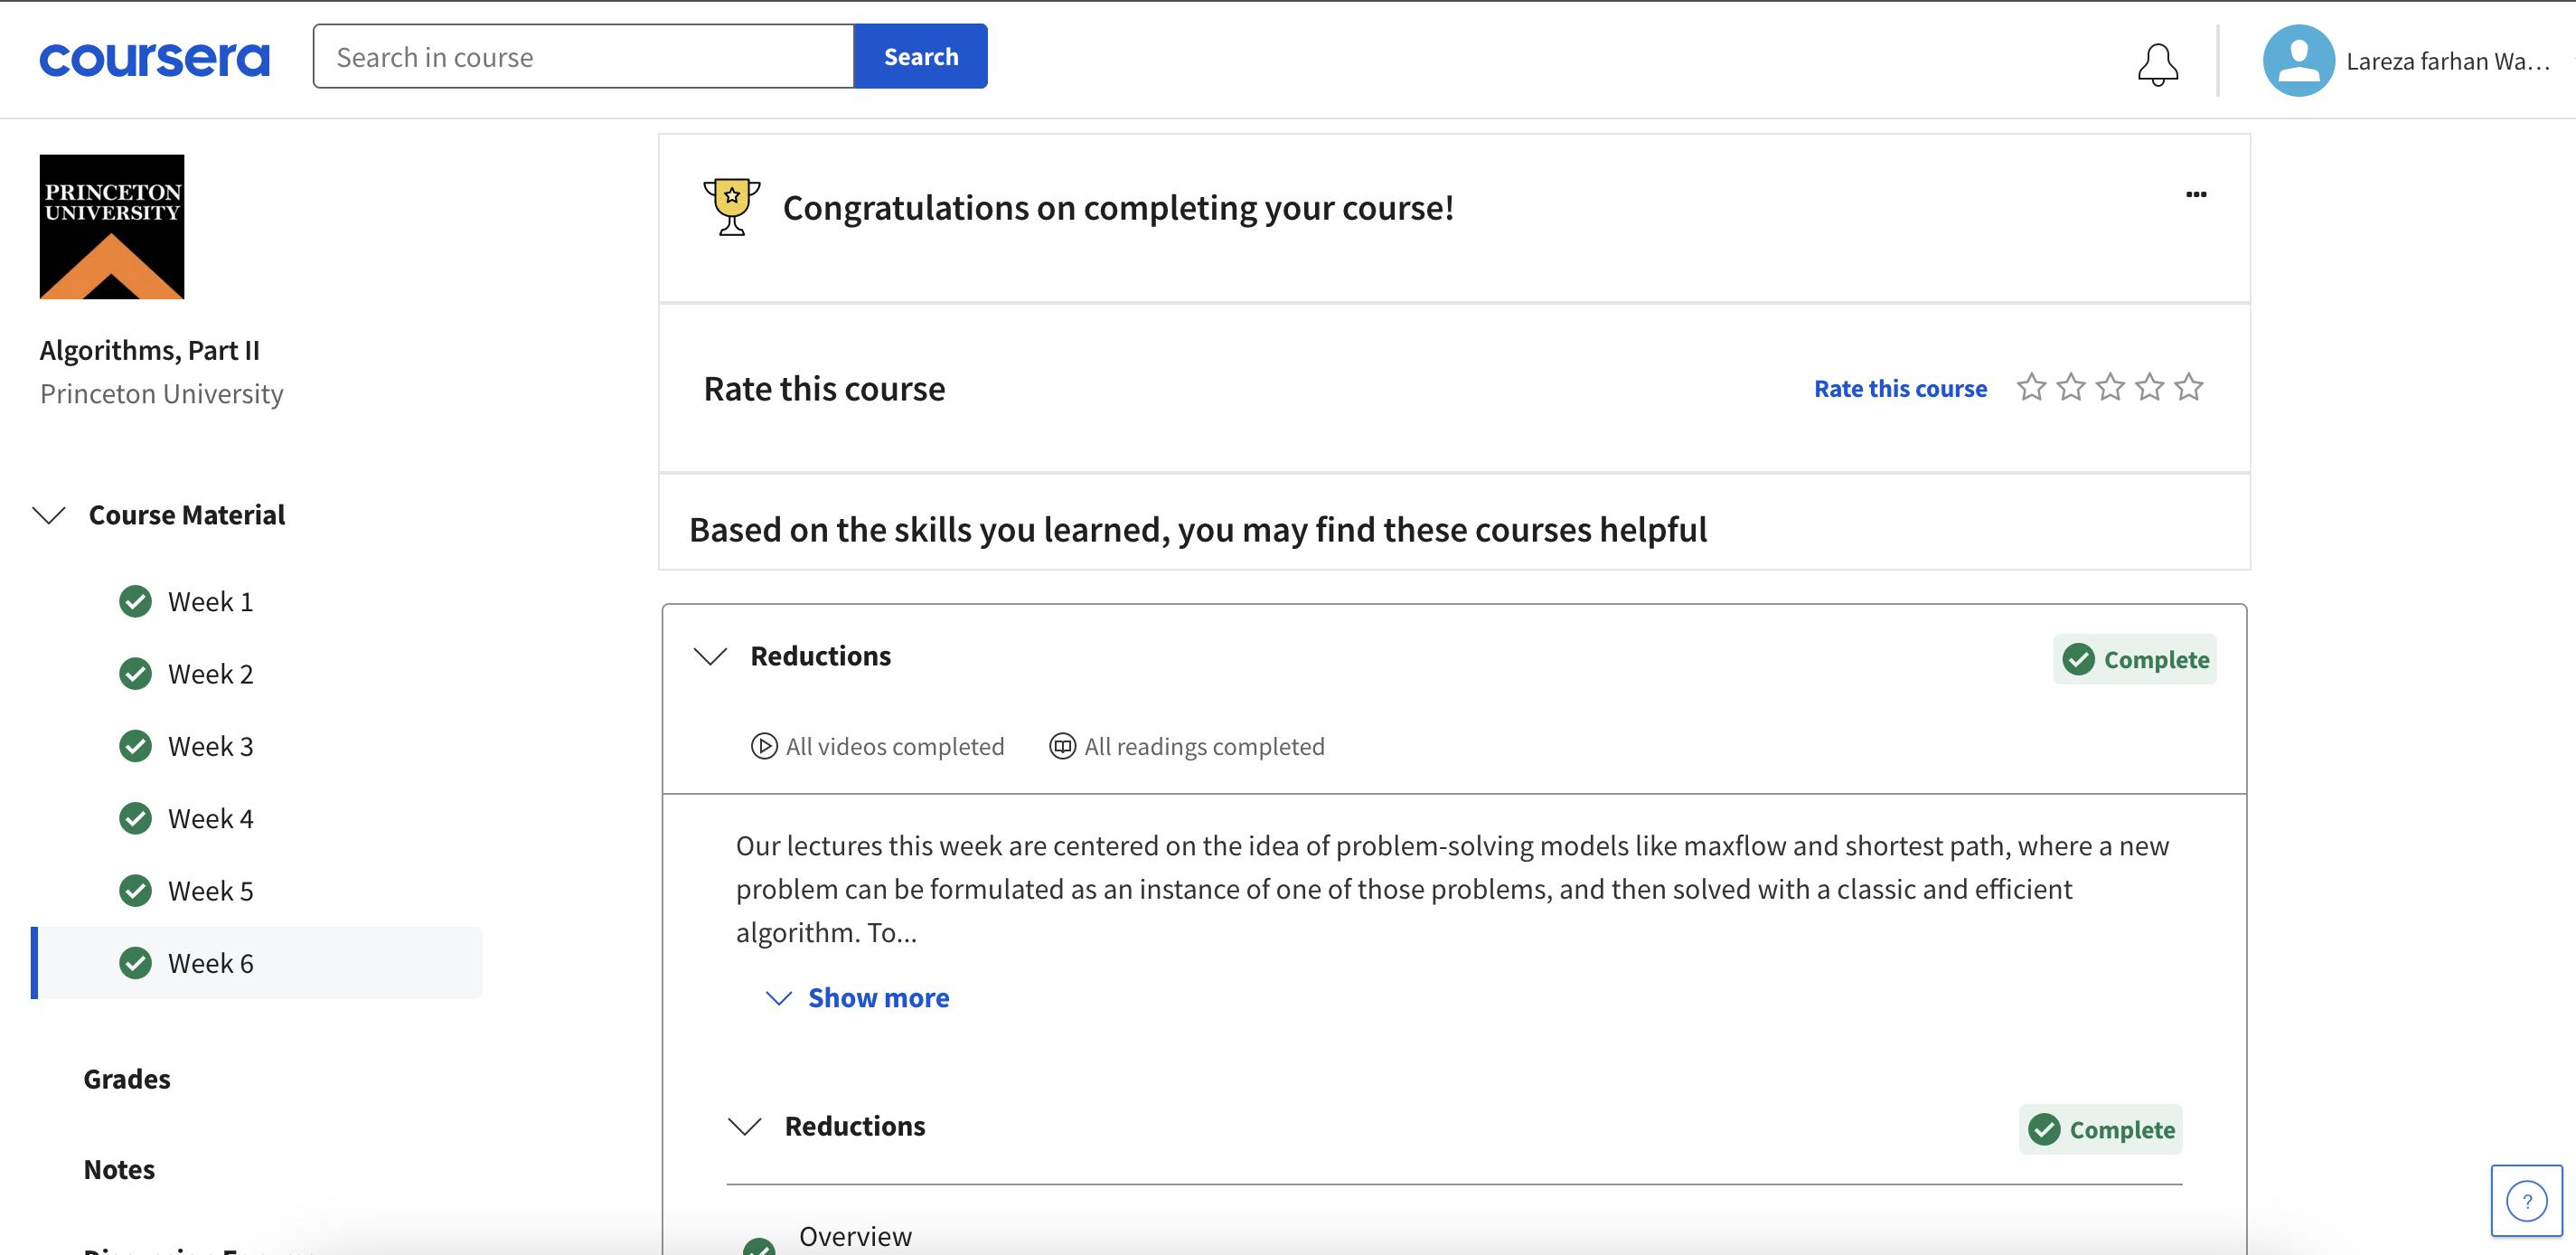 coursera
Search in course
Search
Lareza farhan Wa...
PRINCETON
UNIVERSITY
Algorithms, Part II
Princeton University
Course Material
Week 1
Week 2
Week 3
Week 4
Week 5
Week 6
Grades
Notes
Congratulations on completing your course!
Rate this course
Rate this course
Based on the skills you learned, you may find these courses helpful
Reductions
Complete
All videos completed
All readings completed
Our lectures this week are centered on the idea of problem-solving models like maxflow and shortest path, where a new
problem can be formulated as an instance of one of those problems, and then solved with a classic and efficient
algorithm. To...
Show more
Reductions
Complete
Overview
?